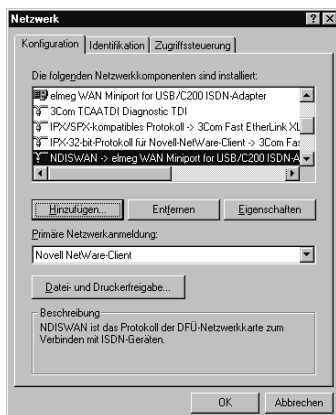 Netzwerk
Konfiguration Identifikation Zugriffssteuerung
Die folgenden Netzwerkkomponenten sind installiert:
elmeg WAN Miniport for USB/C200 ISDN-Adapter
3Com TCAATDI Diagnostic TDI
IPX/SPX-kompatibles Protokoll -> 3Com Fast EtherLink XL
IPX-32-bit-Protokoll für Novell-NetWare-Client -> 3Com Fas
NDISWAN -> elmeg WAN Miniport for USB/C200 ISDN-A
Hinzufügen... Entfernen Eigenschaften
Primäre Netzwerkanmeldung:
Novell NetWare-Client
Datei- und Druckerfreigabe...
Beschreibung
NDISWAN ist das Protokoll der DFÜ-Netzwerkkarte zum
Verbinden mit ISDN-Geräten.
OK Abbrechen